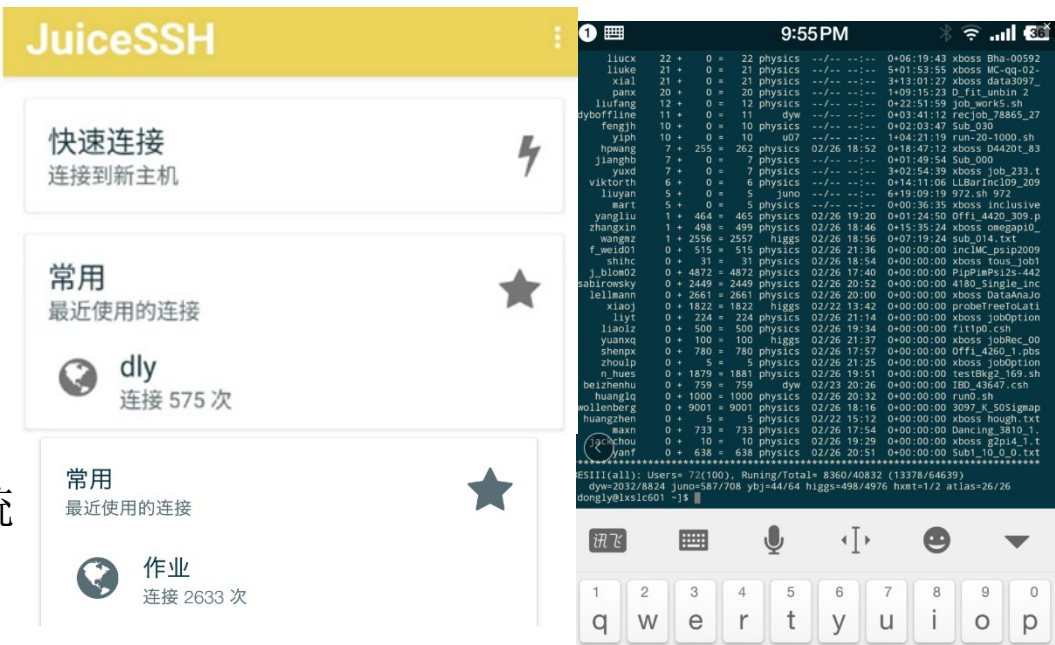 JuiceSSH
快速连接
连接到新主机
常用
最近使用的连接
dly
连接 575 次
常用
最近使用的连接
作业
连接 2633 次
1 9:55 PM 36
liucx 22 + 0 = 22 physics --/-- --:-- 0+06:19:43 xboss Bha-00592
liuke 21 + 0 = 21 physics --/-- --:-- 5+01:53:55 xboss MC-qq-02-
xial 21 + 0 = 21 physics --/-- --:-- 3+13:01:27 xboss data3097_
panx 20 + 0 = 20 physics --/-- --:-- 1+09:15:23 D_fit_unbin 2
liufang 12 + 0 = 12 physics --/-- --:-- 0+22:51:59 job_work5.sh
dyboffline 11 + 0 = 11 dyw --/-- --:-- 0+03:41:12 recjob_78865_27
fengjh 10 + 0 = 10 physics --/-- --:-- 0+02:03:47 Sub_030
yiph 10 + 0 = 10 u07 --/-- --:-- 1+04:21:19 run-20-1000.sh
hpwang 7 + 255 = 262 physics 02/26 18:52 0+18:47:12 xboss D4420t_83
jianghb 7 + 0 = 7 physics --/-- --:-- 0+01:49:54 Sub_000
yuxd 7 + 0 = 7 physics --/-- --:-- 3+02:54:39 xboss job_233.t
viktorth 6 + 0 = 6 physics --/-- --:-- 0+14:11:06 LLBarIncl09_209
liuyan 5 + 0 = 5 juno --/-- --:-- 6+19:09:19 972.sh 972
mart 5 + 0 = 5 physics --/-- --:-- 0+00:36:35 xboss inclusive
yangliu 1 + 464 = 465 physics 02/26 19:20 0+01:24:50 Offi_4420_309.p
zhangxin 1 + 498 = 499 physics 02/26 18:46 0+15:35:24 xboss omegapi0_
wangmz 1 + 2556 = 2557 higgs 02/26 18:56 0+07:19:24 sub_014.txt
f_weid01 0 + 515 = 515 physics 02/26 21:36 0+00:00:00 inclMC_psip2009
shihc 0 + 31 = 31 physics 02/26 18:54 0+00:00:00 xboss tous_job1
j_blom02 0 + 4872 = 4872 physics 02/26 17:40 0+00:00:00 PipPimPsi2s-442
sabirowsky 0 + 2449 = 2449 physics 02/26 20:52 0+00:00:00 4180_Single_inc
lellmann 0 + 2661 = 2661 physics 02/26 20:00 0+00:00:00 xboss DataAnaJo
xiaoj 0 + 1822 = 1822 higgs 02/22 13:42 0+00:00:00 probeTreeToLati
liyt 0 + 224 = 224 physics 02/26 21:14 0+00:00:00 xboss jobOption
liaolz 0 + 500 = 500 physics 02/26 19:34 0+00:00:00 fit1p0.csh
yuanxq 0 + 100 = 100 higgs 02/26 21:37 0+00:00:00 xboss jobRec_00
shenpx 0 + 780 = 780 physics 02/26 17:57 0+00:00:00 Offi_4260_1.pbs
zhoulp 0 + 5 = 5 physics 02/26 21:25 0+00:00:00 xboss jobOption
n_hues 0 + 1879 = 1881 physics 02/26 19:51 0+00:00:00 testBkg2_169.sh
beizhenhu 0 + 759 = 759 dyw 02/23 20:26 0+00:00:00 IBD_43647.csh
huanglq 0 + 1000 = 1000 physics 02/26 20:32 0+00:00:00 run0.sh
wollenberg 0 + 9001 = 9001 physics 02/26 18:16 0+00:00:00 3097_K_S0Sigmap
huangzhen 0 + 5 = 5 physics 02/22 15:12 0+00:00:00 xboss hough.txt
maxn 0 + 733 = 733 physics 02/26 17:54 0+00:00:00 Dancing_3810_1.
jackchou 0 + 10 = 10 physics 02/26 19:29 0+00:00:00 xboss g2pi4_1.t
yanf 0 + 638 = 638 physics 02/26 20:51 0+00:00:00 Sub1_10_0_0.txt
BESIII(all): Users= 72(100), Runing/Total= 8360/40832 (13378/64639)
dyw=2032/8824 juno=587/708 ybj=44/64 higgs=498/4976 hxmt=1/2 atlas=26/26
dongly@lxslc601 ~]$
讯飞
1 2 3 4 5 6 7 8 9 0
q w e r t y u i o p